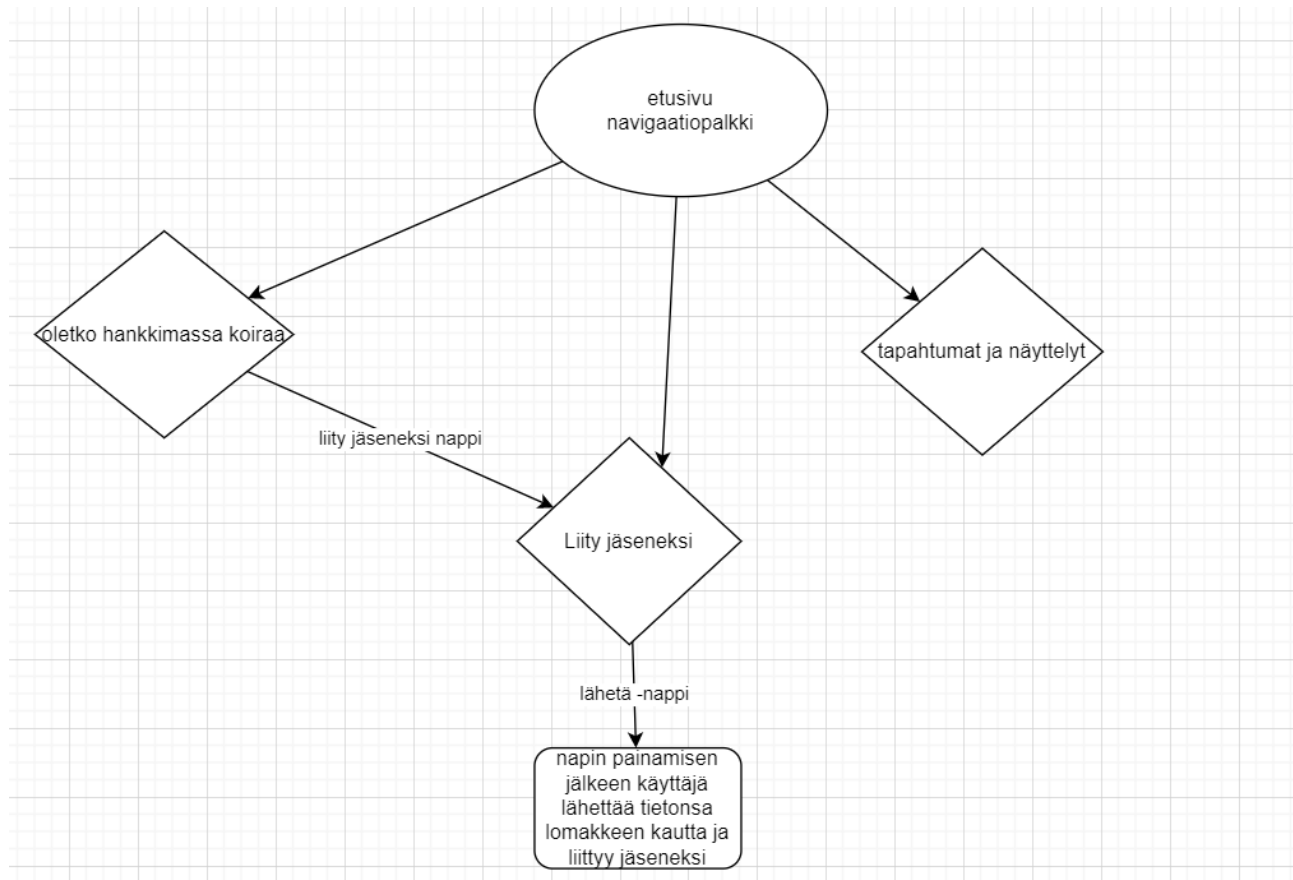 etusivu
navigaatiopalkki
oletko hankkimassa koiraa
tapahtumat ja näyttelyt
liity jäseneksi nappi
Liity jäseneksi
lähetä -nappi
napin painamisen
jälkeen käyttäjä
lähettää tietonsa
lomakkeen kautta ja
liittyy jäseneksi